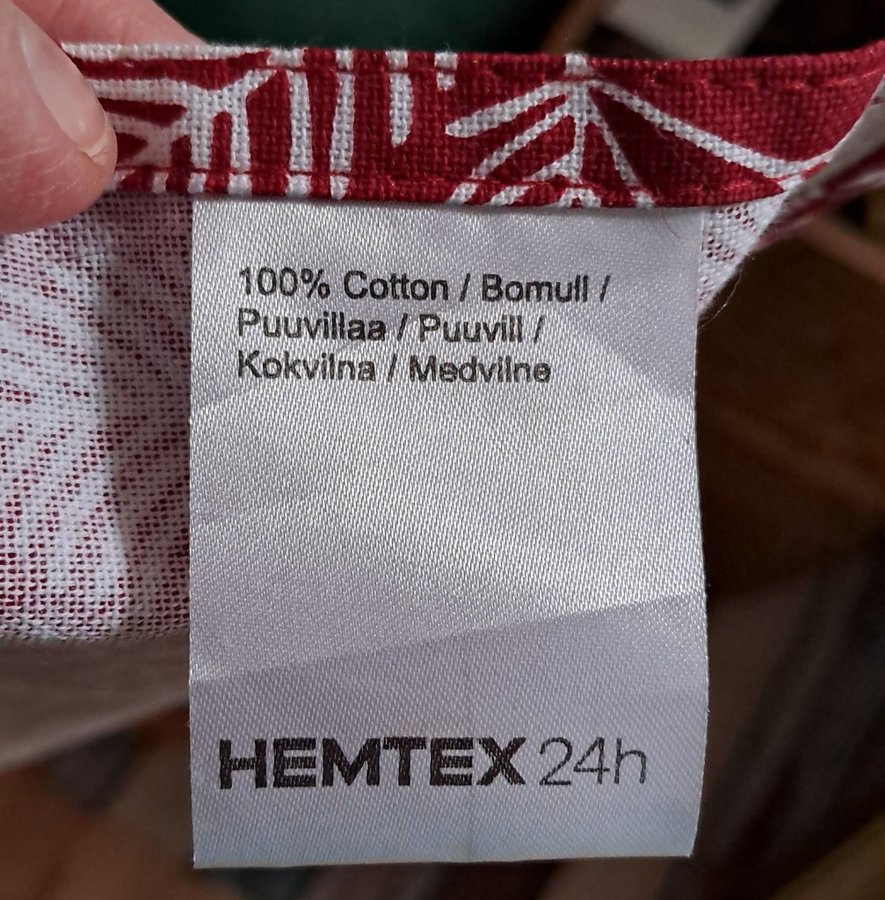 100% Cotton / Bomull /
Puuvillaa / Puuvill /
Kokvilna / Medvilne
HEMTEX 24h